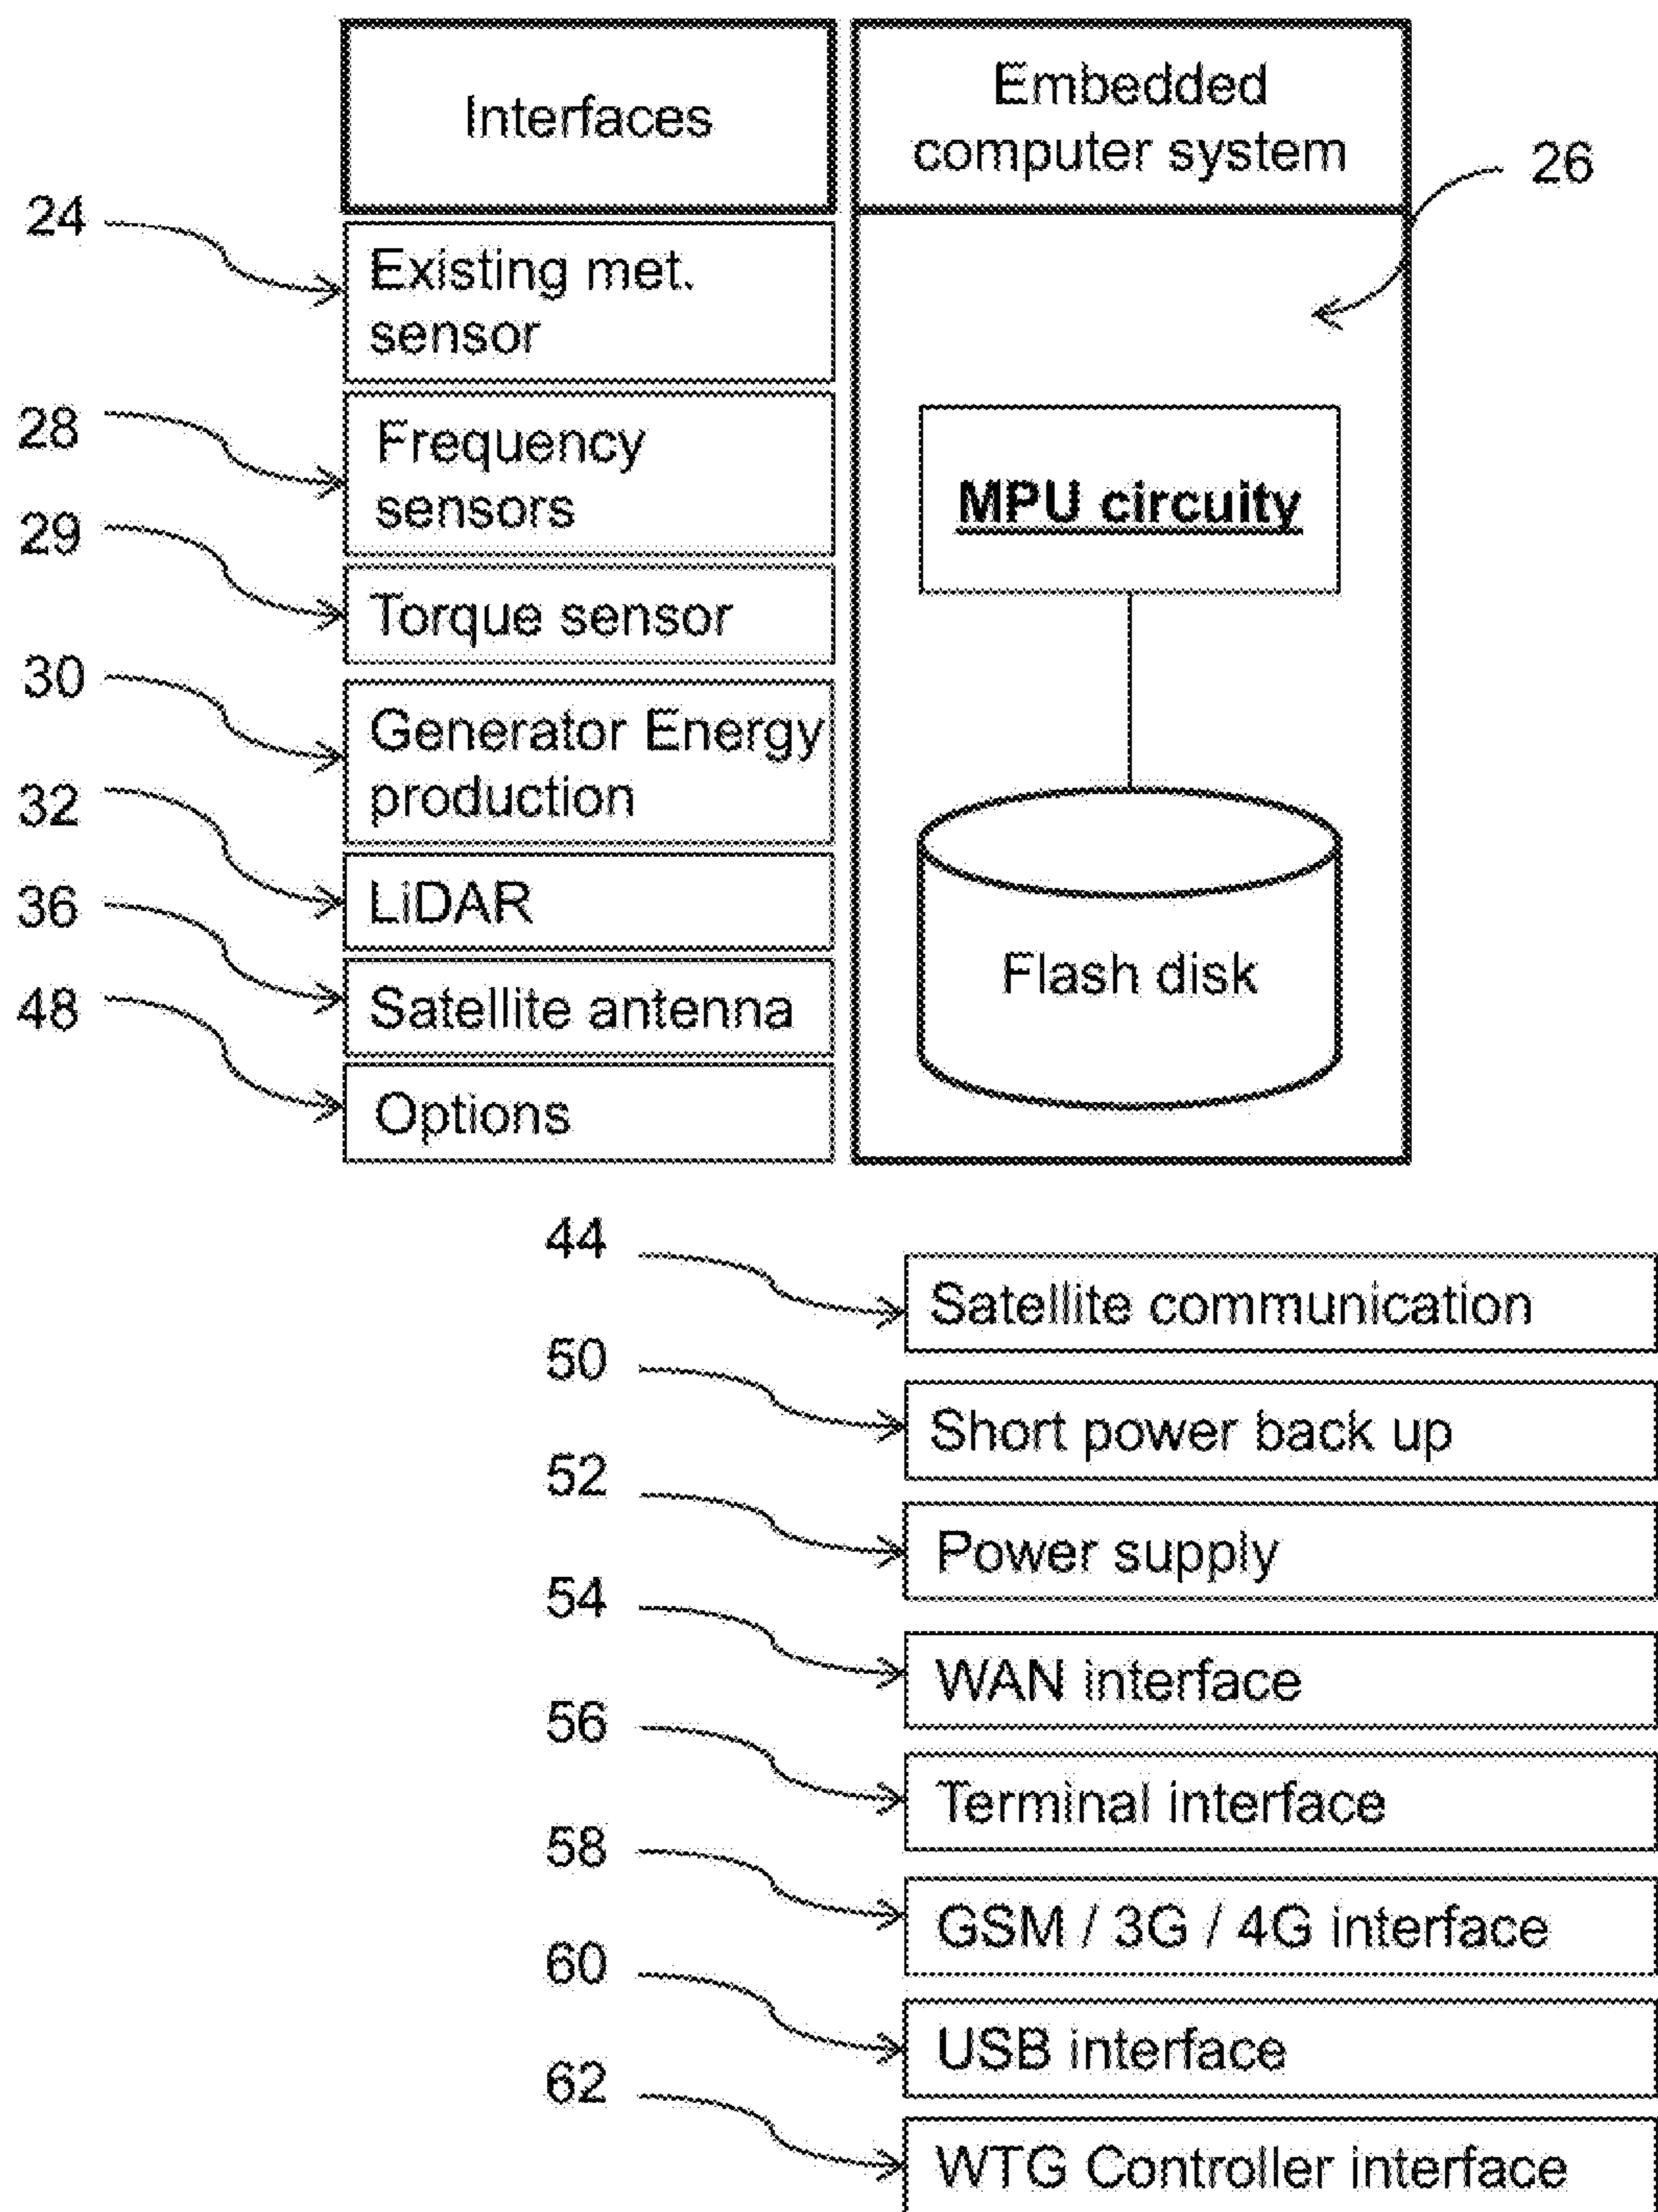 Interfaces
Embedded
computer system
26
24
Existing met.
sensor
28
Frequency
sensors
29
Torque sensor
30
Generator Energy
production
32
LiDAR
36
Satellite antenna
48
Options
MPU circuity
Flash disk
44
Satellite communication
50
Short power back up
52
Power supply
54
WAN interface
56
Terminal interface
58
GSM / 3G / 4G interface
60
USB interface
62
WTG Controller interface